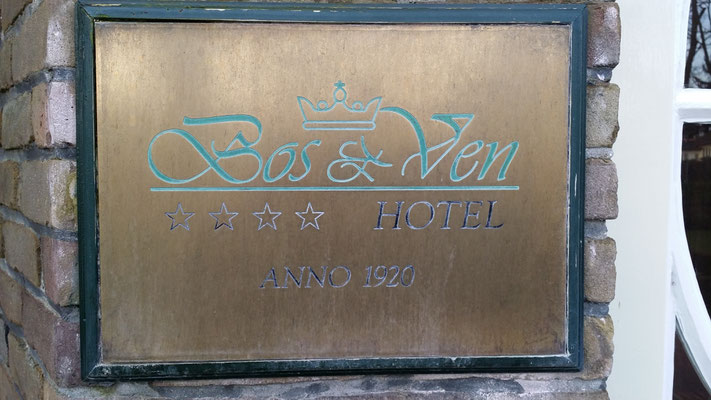 Bos & Ven
☆ ☆ ☆ ☆ HOTEL
ANNO 1920